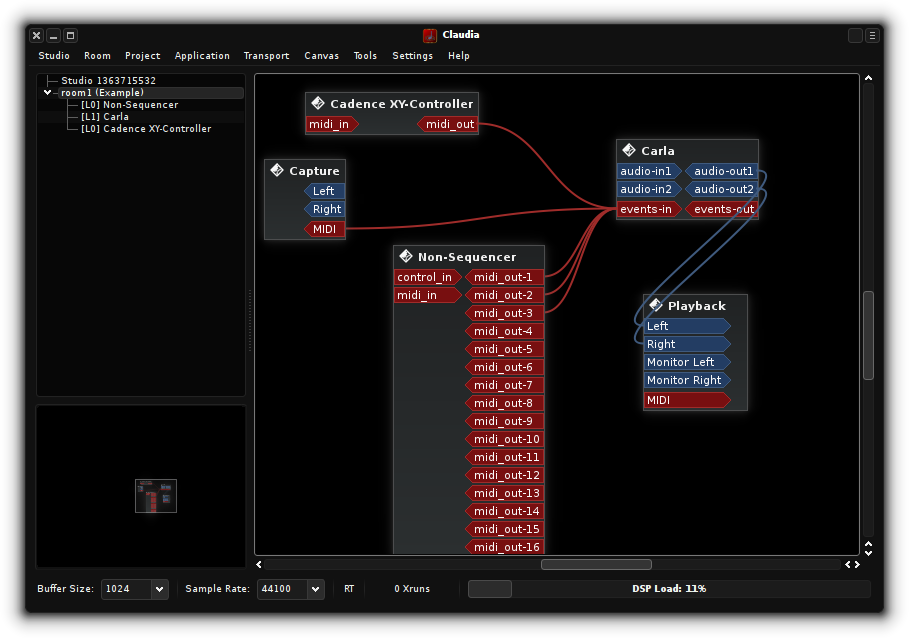 Claudia
Studio Room Project Application Transport Canvas Tools Settings Help
Studio 1363715532
room1 (Example)
[L0] Non-Sequencer
[L1] Carla
[L0] Cadence XY-Controller
Cadence XY-Controller
midi_in midi_out
Capture
Left
Right
MIDI
Carla
audio-in1 audio-out1
audio-in2 audio-out2
events-in events-out
Non-Sequencer
control_in midi_out-1
midi_in midi_out-2
midi_out-3
midi_out-4
midi_out-5
midi_out-6
midi_out-7
midi_out-8
midi_out-9
midi_out-10
midi_out-11
midi_out-12
midi_out-13
midi_out-14
midi_out-15
midi_out-16
Playback
Left
Right
Monitor Left
Monitor Right
MIDI
Buffer Size: 1024 Sample Rate: 44100 RT 0 Xruns DSP Load: 11%